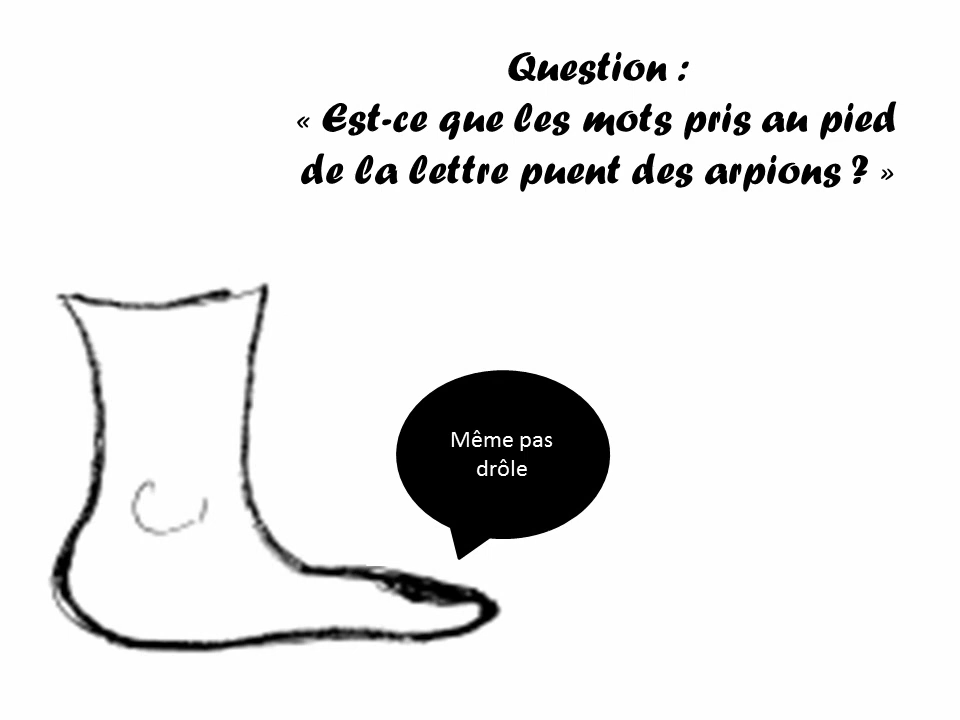 Question :
« Est-ce que les mots pris au pied
de la lettre puent des arpions ? »
Même pas
drôle